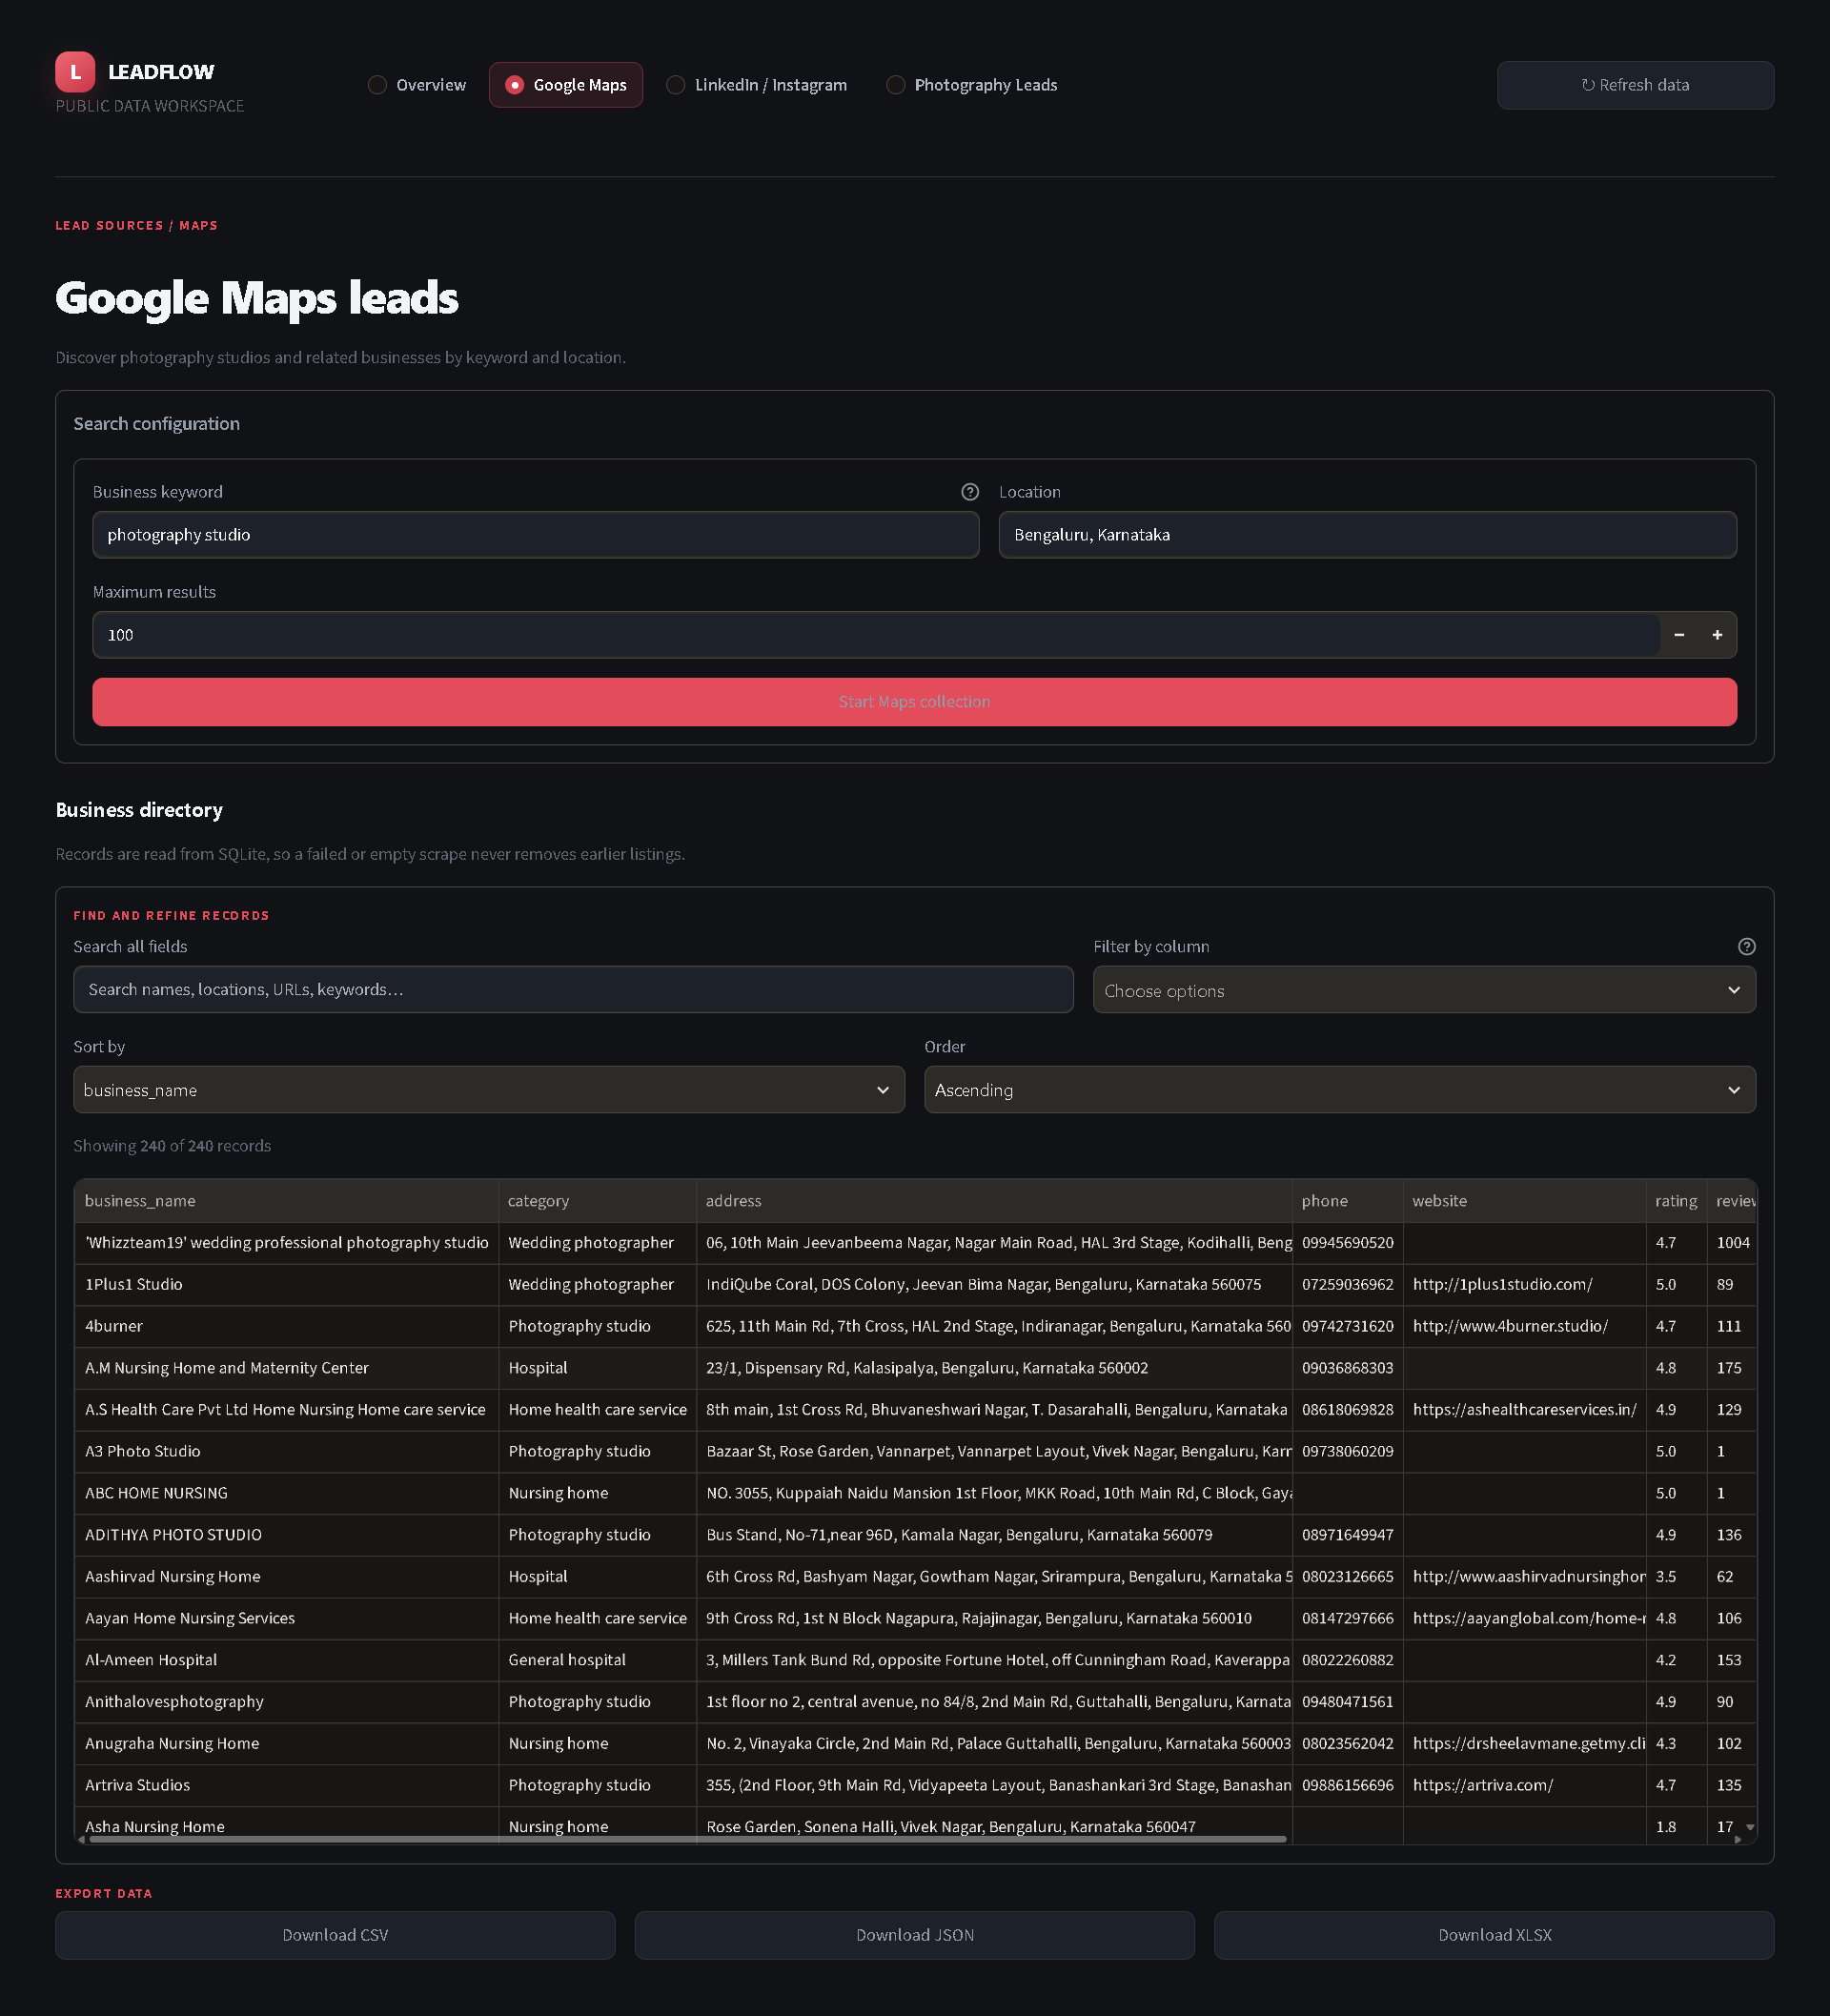 L LEADFLOW
PUBLIC DATA WORKSPACE
Overview
Google Maps
LinkedIn / Instagram
Photography Leads
↻ Refresh data
LEAD SOURCES / MAPS
Google Maps leads
Discover photography studios and related businesses by keyword and location.
Search configuration
Business keyword
Location
photography studio
Bengaluru, Karnataka
Maximum results
100
Start Maps collection
Business directory
Records are read from SQLite, so a failed or empty scrape never removes earlier listings.
FIND AND REFINE RECORDS
Search all fields
Filter by column
Search names, locations, URLs, keywords...
Choose options
Sort by
Order
business_name
Ascending
Showing 240 of 240 records
business_name category address phone website rating review
'Whizzteam19' wedding professional photography studio Wedding photographer 06, 10th Main Jeevanbeema Nagar, Nagar Main Road, HAL 3rd Stage, Kodihalli, Beng 09945690520 4.7 1004
1Plus1 Studio Wedding photographer IndiQube Coral, DOS Colony, Jeevan Bima Nagar, Bengaluru, Karnataka 560075 07259036962 http://1plus1studio.com/ 5.0 89
4burner Photography studio 625, 11th Main Rd, 7th Cross, HAL 2nd Stage, Indiranagar, Bengaluru, Karnataka 560 09742731620 http://www.4burner.studio/ 4.7 111
A.M Nursing Home and Maternity Center Hospital 23/1, Dispensary Rd, Kalasipalya, Bengaluru, Karnataka 560002 09036868303 4.8 175
A.S Health Care Pvt Ltd Home Nursing Home care service Home health care service 8th main, 1st Cross Rd, Bhuvaneshwari Nagar, T. Dasarahalli, Bengaluru, Karnataka 08618069828 https://ashealthcareservices.in/ 4.9 129
A3 Photo Studio Photography studio Bazaar St, Rose Garden, Vannarpet, Vannarpet Layout, Vivek Nagar, Bengaluru, Karn 09738060209 5.0 1
ABC HOME NURSING Nursing home NO. 3055, Kuppaiah Naidu Mansion 1st Floor, MKK Road, 10th Main Rd, C Block, Gaya 5.0 1
ADITHYA PHOTO STUDIO Photography studio Bus Stand, No-71,near 96D, Kamala Nagar, Bengaluru, Karnataka 560079 08971649947 4.9 136
Aashirvad Nursing Home Hospital 6th Cross Rd, Bashyam Nagar, Gowtham Nagar, Srirampura, Bengaluru, Karnataka 5 08023126665 http://www.aashirvadnursinghor 3.5 62
Aayan Home Nursing Services Home health care service 9th Cross Rd, 1st N Block Nagapura, Rajajinagar, Bengaluru, Karnataka 560010 08147297666 https://aayanglobal.com/home-r 4.8 106
Al-Ameen Hospital General hospital 3, Millers Tank Bund Rd, opposite Fortune Hotel, off Cunningham Road, Kaverappa 08022260882 4.2 153
Anithalovesphotography Photography studio 1st floor no 2, central avenue, no 84/8, 2nd Main Rd, Guttahalli, Bengaluru, Karnata 09480471561 4.9 90
Anugraha Nursing Home Nursing home No. 2, Vinayaka Circle, 2nd Main Rd, Palace Guttahalli, Bengaluru, Karnataka 560003 08023562042 https://drsheelavmane.getmy.cli 4.3 102
Artriva Studios Photography studio 355, (2nd Floor, 9th Main Rd, Vidyapeeta Layout, Banashankari 3rd Stage, Banashan 09886156696 https://artriva.com/ 4.7 135
Asha Nursing Home Nursing home Rose Garden, Sonena Halli, Vivek Nagar, Bengaluru, Karnataka 560047 1.8 17
EXPORT DATA
Download CSV
Download JSON
Download XLSX